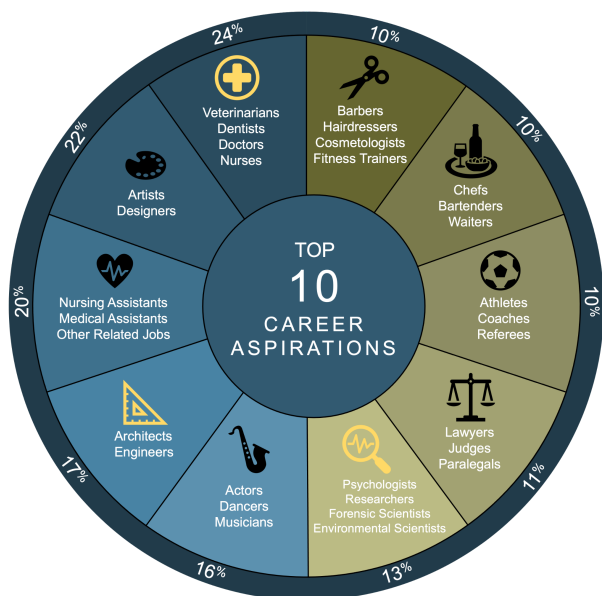 TOP
10
CAREER
ASPIRATIONS
24%
Veterinarians
Dentists
Doctors
Nurses
10%
Barbers
Hairdressers
Cosmetologists
Fitness Trainers
10%
Chefs
Bartenders
Waiters
10%
Athletes
Coaches
Referees
11%
Lawyers
Judges
Paralegals
13%
Psychologists
Researchers
Forensic Scientists
Environmental Scientists
16%
Actors
Dancers
Musicians
17%
Architects
Engineers
20%
Nursing Assistants
Medical Assistants
Other Related Jobs
22%
Artists
Designers